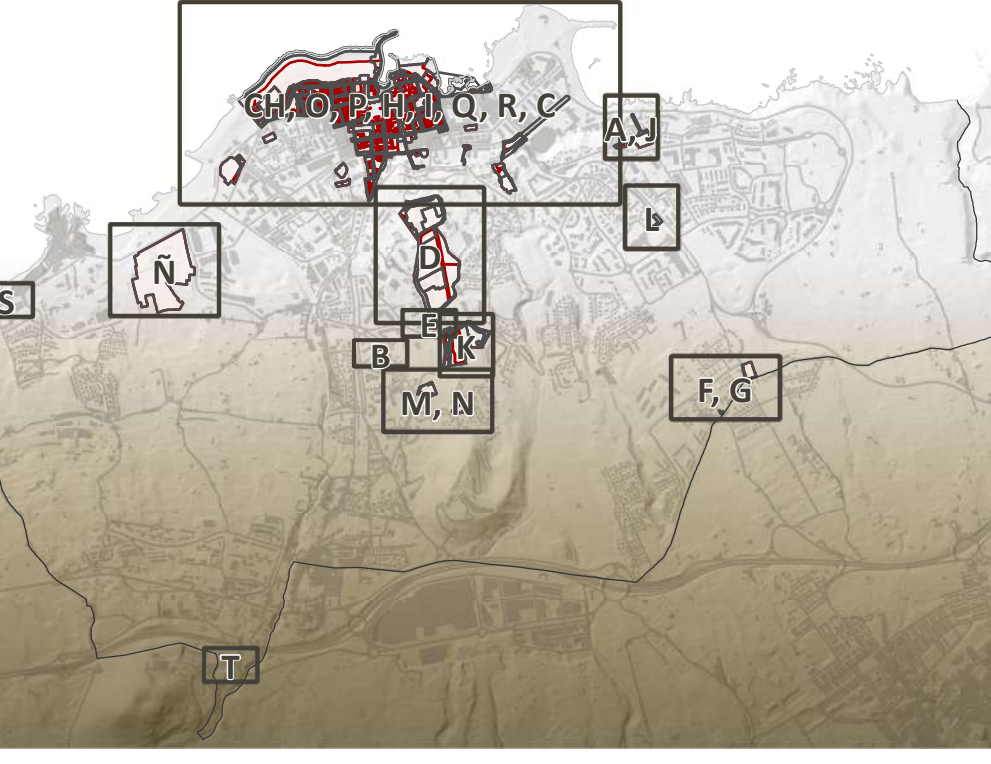 CH, O, P, H, I, Q, R, C
A, J
L
D
Ñ
S
E
K
B
F, G
M, N
T